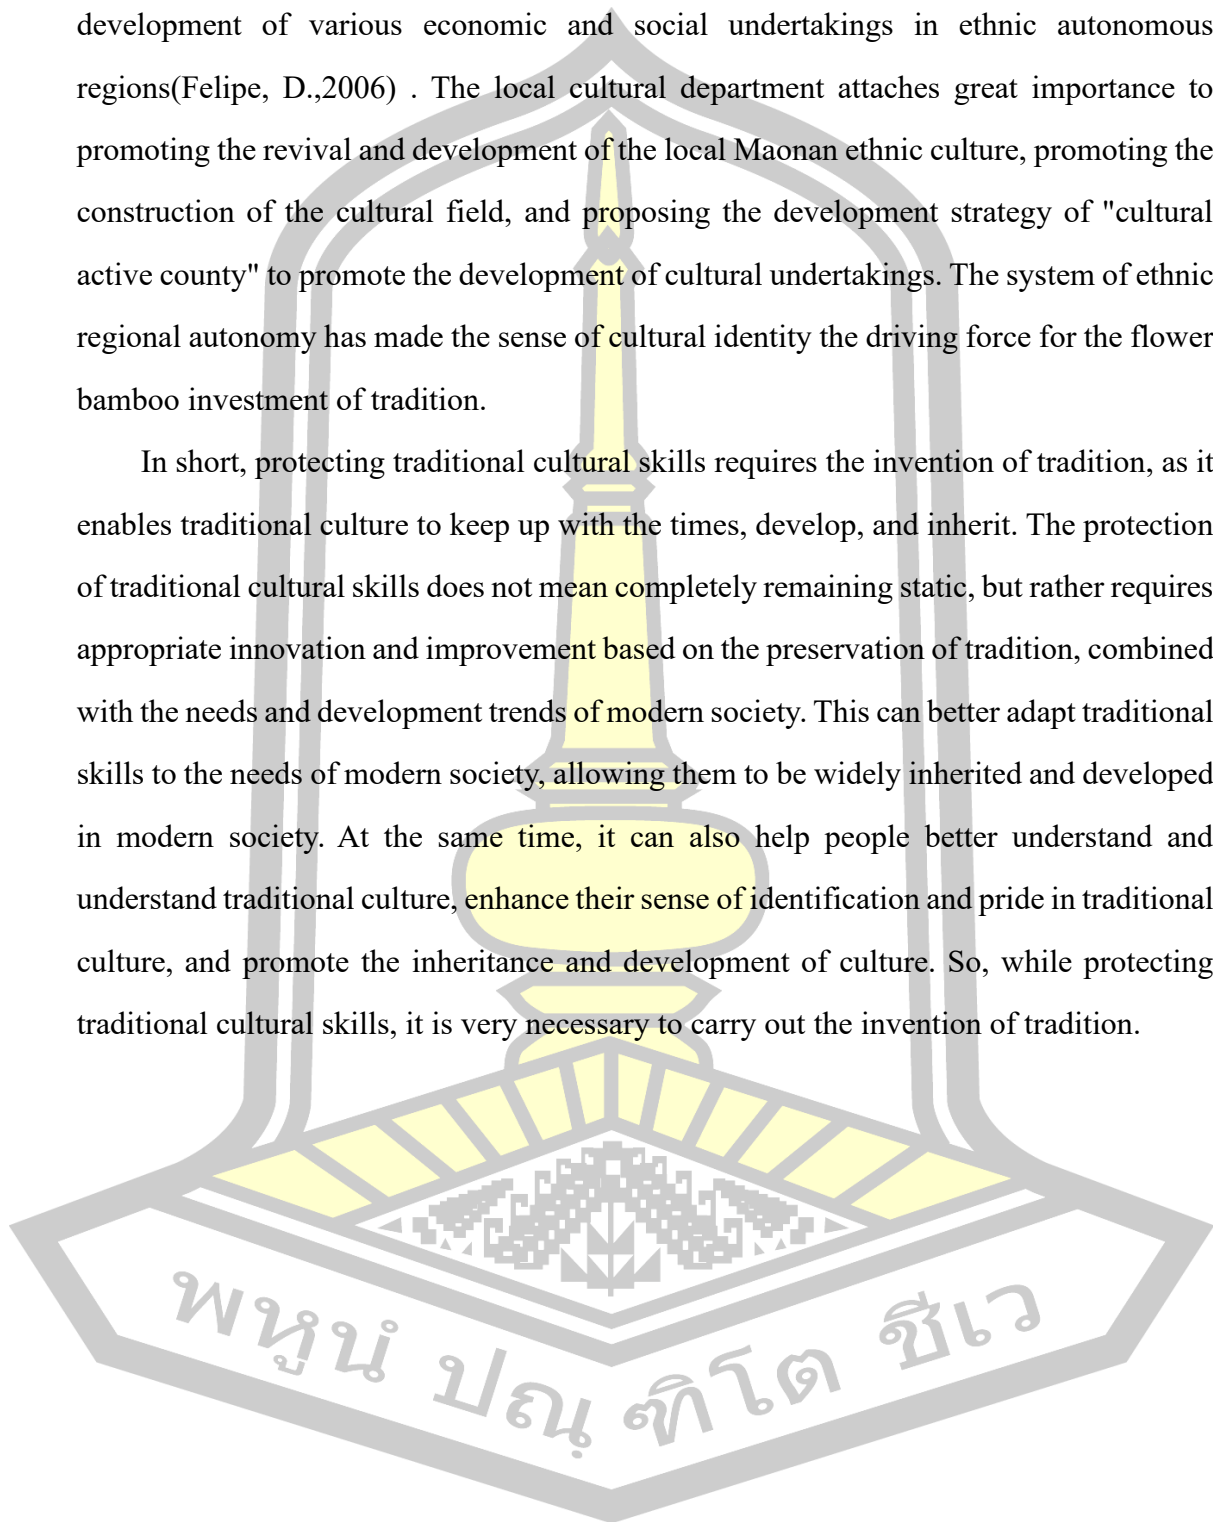 development of various economic and social undertakings in ethnic autonomous
regions(Felipe, D.,2006) . The local cultural department attaches great importance to
promoting the revival and development of the local Maonan ethnic culture, promoting the
construction of the cultural field, and proposing the development strategy of "cultural
active county" to promote the development of cultural undertakings. The system of ethnic
regional autonomy has made the sense of cultural identity the driving force for the flower
bamboo investment of tradition.
In short, protecting traditional cultural skills requires the invention of tradition, as it
enables traditional culture to keep up with the times, develop, and inherit. The protection
of traditional cultural skills does not mean completely remaining static, but rather requires
appropriate innovation and improvement based on the preservation of tradition, combined
with the needs and development trends of modern society. This can better adapt traditional
skills to the needs of modern society, allowing them to be widely inherited and developed
in modern society. At the same time, it can also help people better understand and
understand traditional culture, enhance their sense of identification and pride in traditional
culture, and promote the inheritance and development of culture. So, while protecting
traditional cultural skills, it is very necessary to carry out the invention of tradition.
พหูนํ ปณฺ ฑิโต ชีเว